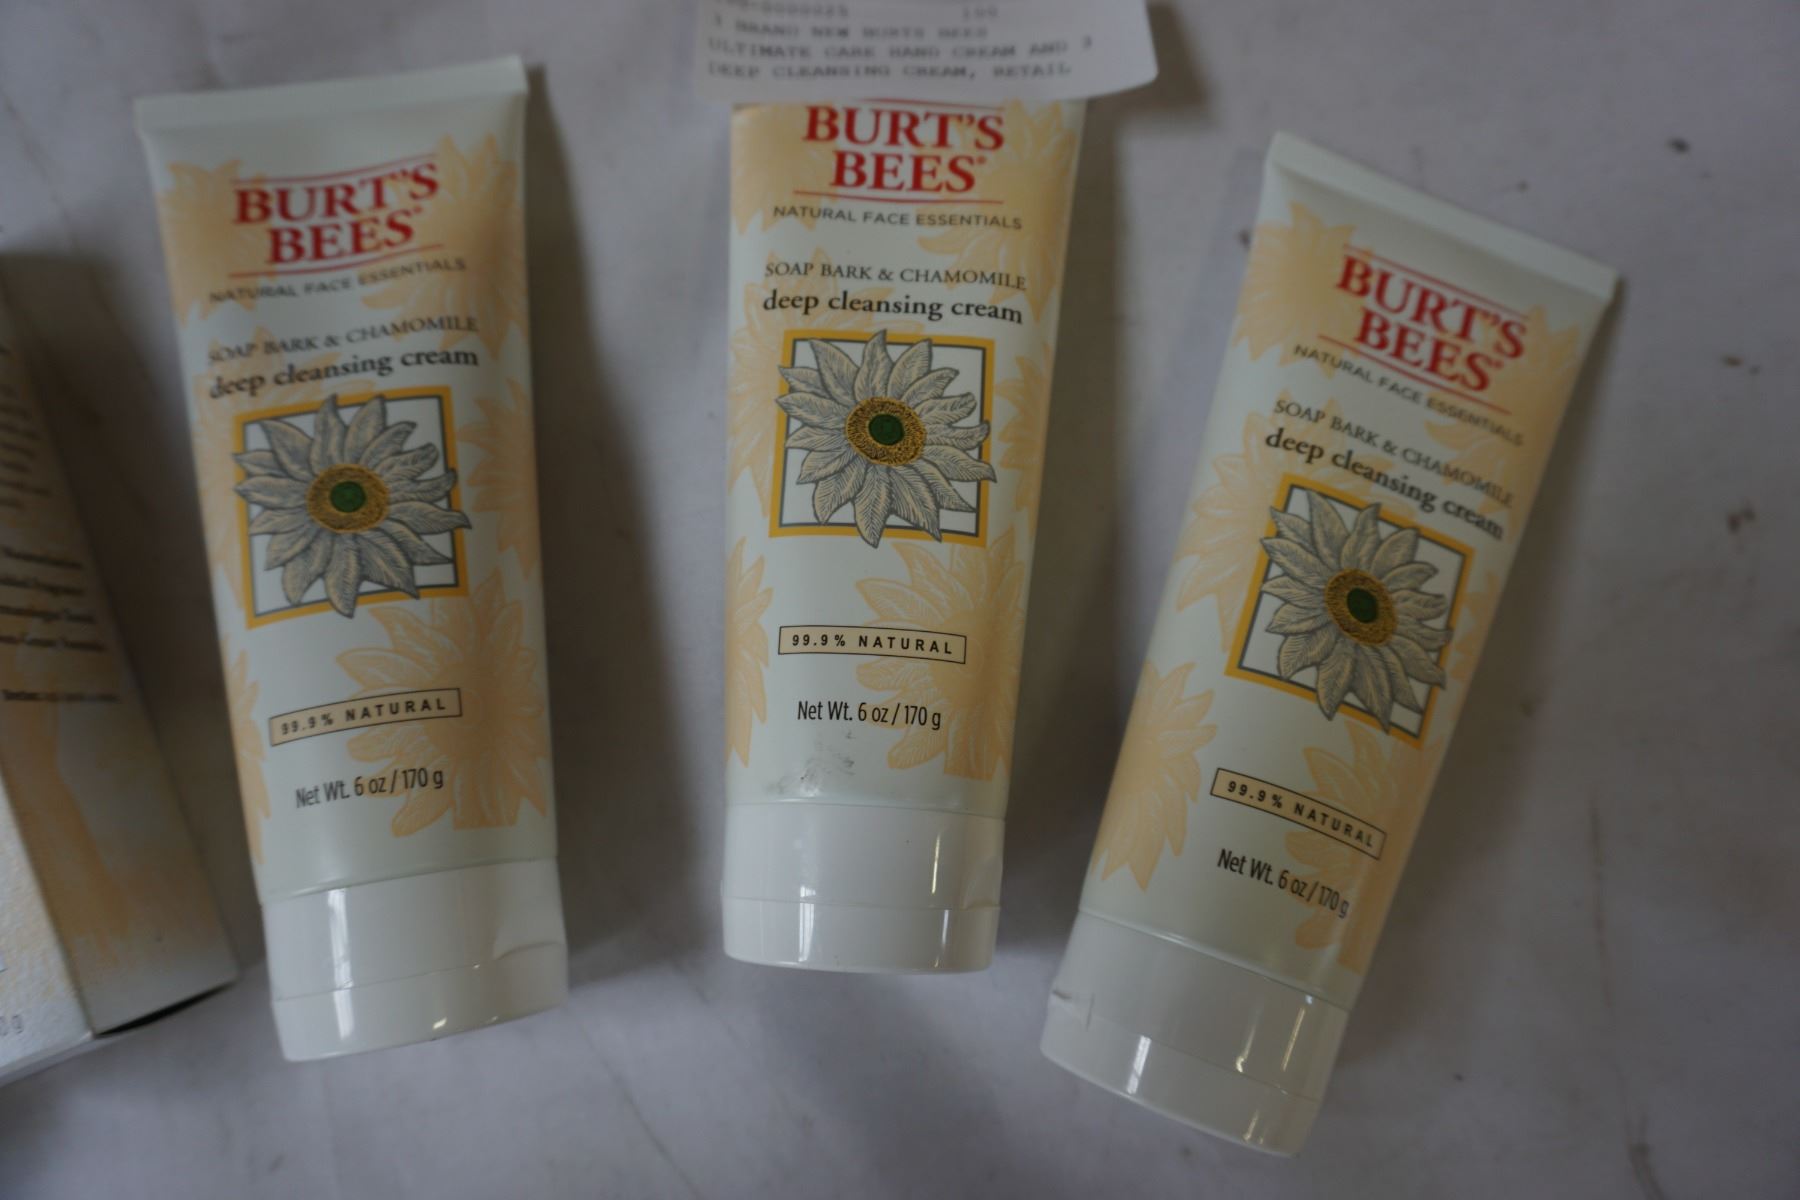 1 BRAND NEW BURTS BEES
ULTIMATE CARE HAND CREAM AND 3
DEEP CLEANSING CREAM, RETAIL
BURT'S
BEES®
NATURAL FACE ESSENTIALS
SOAP BARK & CHAMOMILE
deep cleansing cream
99.9% NATURAL
Net Wt. 6 oz / 170 g
BURT'S
BEES®
NATURAL FACE ESSENTIALS
SOAP BARK & CHAMOMILE
deep cleansing cream
99.9% NATURAL
Net Wt. 6 oz / 170 g
BURT'S
BEES®
NATURAL FACE ESSENTIALS
SOAP BARK & CHAMOMILE
deep cleansing cream
99.9% NATURAL
Net Wt. 6 oz / 170 g